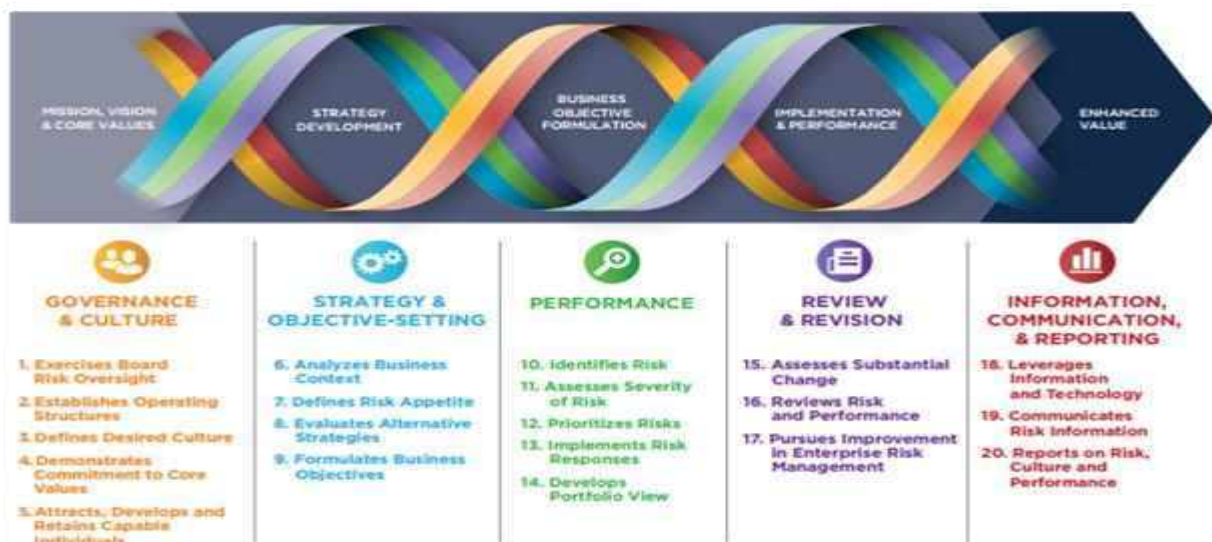 MISSION, VISION
& CORE VALUES
STRATEGY
DEVELOPMENT
BUSINESS
OBJECTIVE
FORMULATION
IMPLEMENTATION
& PERFORMANCE
ENHANCED
VALUE
GOVERNANCE
& CULTURE
1. Exercises Board
Risk Oversight
2. Establishes Operating
Structures
3. Defines Desired Culture
4. Demonstrates
Commitment to Core
Values
5. Attracts, Develops and
Retains Capable
Individuals
STRATEGY &
OBJECTIVE-SETTING
6. Analyzes Business
Context
7. Defines Risk Appetite
8. Evaluates Alternative
Strategies
9. Formulates Business
Objectives
PERFORMANCE
10. Identifies Risk
11. Assesses Severity
of Risk
12. Prioritizes Risks
13. Implements Risk
Responses
14. Develops
Portfolio View
REVIEW
& REVISION
15. Assesses Substantial
Change
16. Reviews Risk
and Performance
17. Pursues Improvement
in Enterprise Risk
Management
INFORMATION,
COMMUNICATION,
& REPORTING
18. Leverages
Information
and Technology
19. Communicates
Risk Information
20. Reports on Risk,
Culture and
Performance